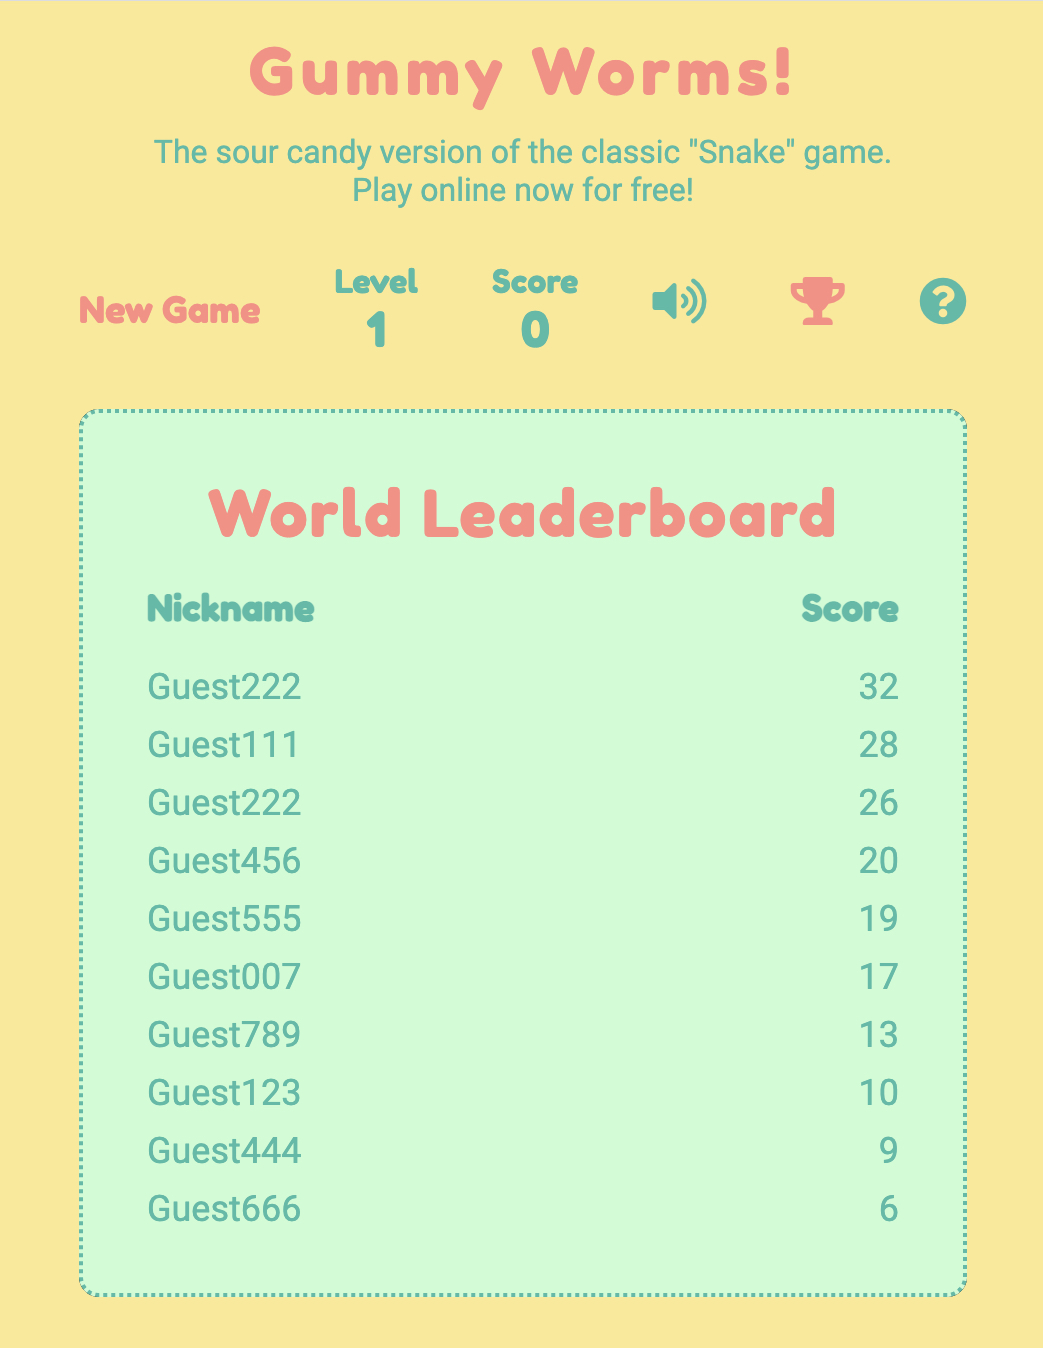 Gummy Worms!
The sour candy version of the classic "Snake" game.
Play online now for free!
New Game
Level
1
Score
0
World Leaderboard
Nickname Score
Guest222 32
Guest111 28
Guest222 26
Guest456 20
Guest555 19
Guest007 17
Guest789 13
Guest123 10
Guest444 9
Guest666 6